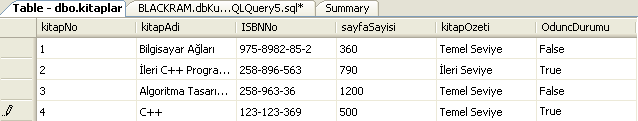 Table - dbo.kitaplar BLACKRAM.dbKu...QLQuery5.sql* Summary
kitapNo kitapAdi ISBNNo sayfaSayisi kitapOzeti OduncDurumu
1 Bilgisayar Ağları 975-8982-85-2 360 Temel Seviye False
2 İleri C++ Progra... 258-896-563 790 İleri Seviye True
3 Algoritma Tasarı... 258-963-36 1200 Temel Seviye False
4 C++ 123-123-369 500 Temel Seviye True